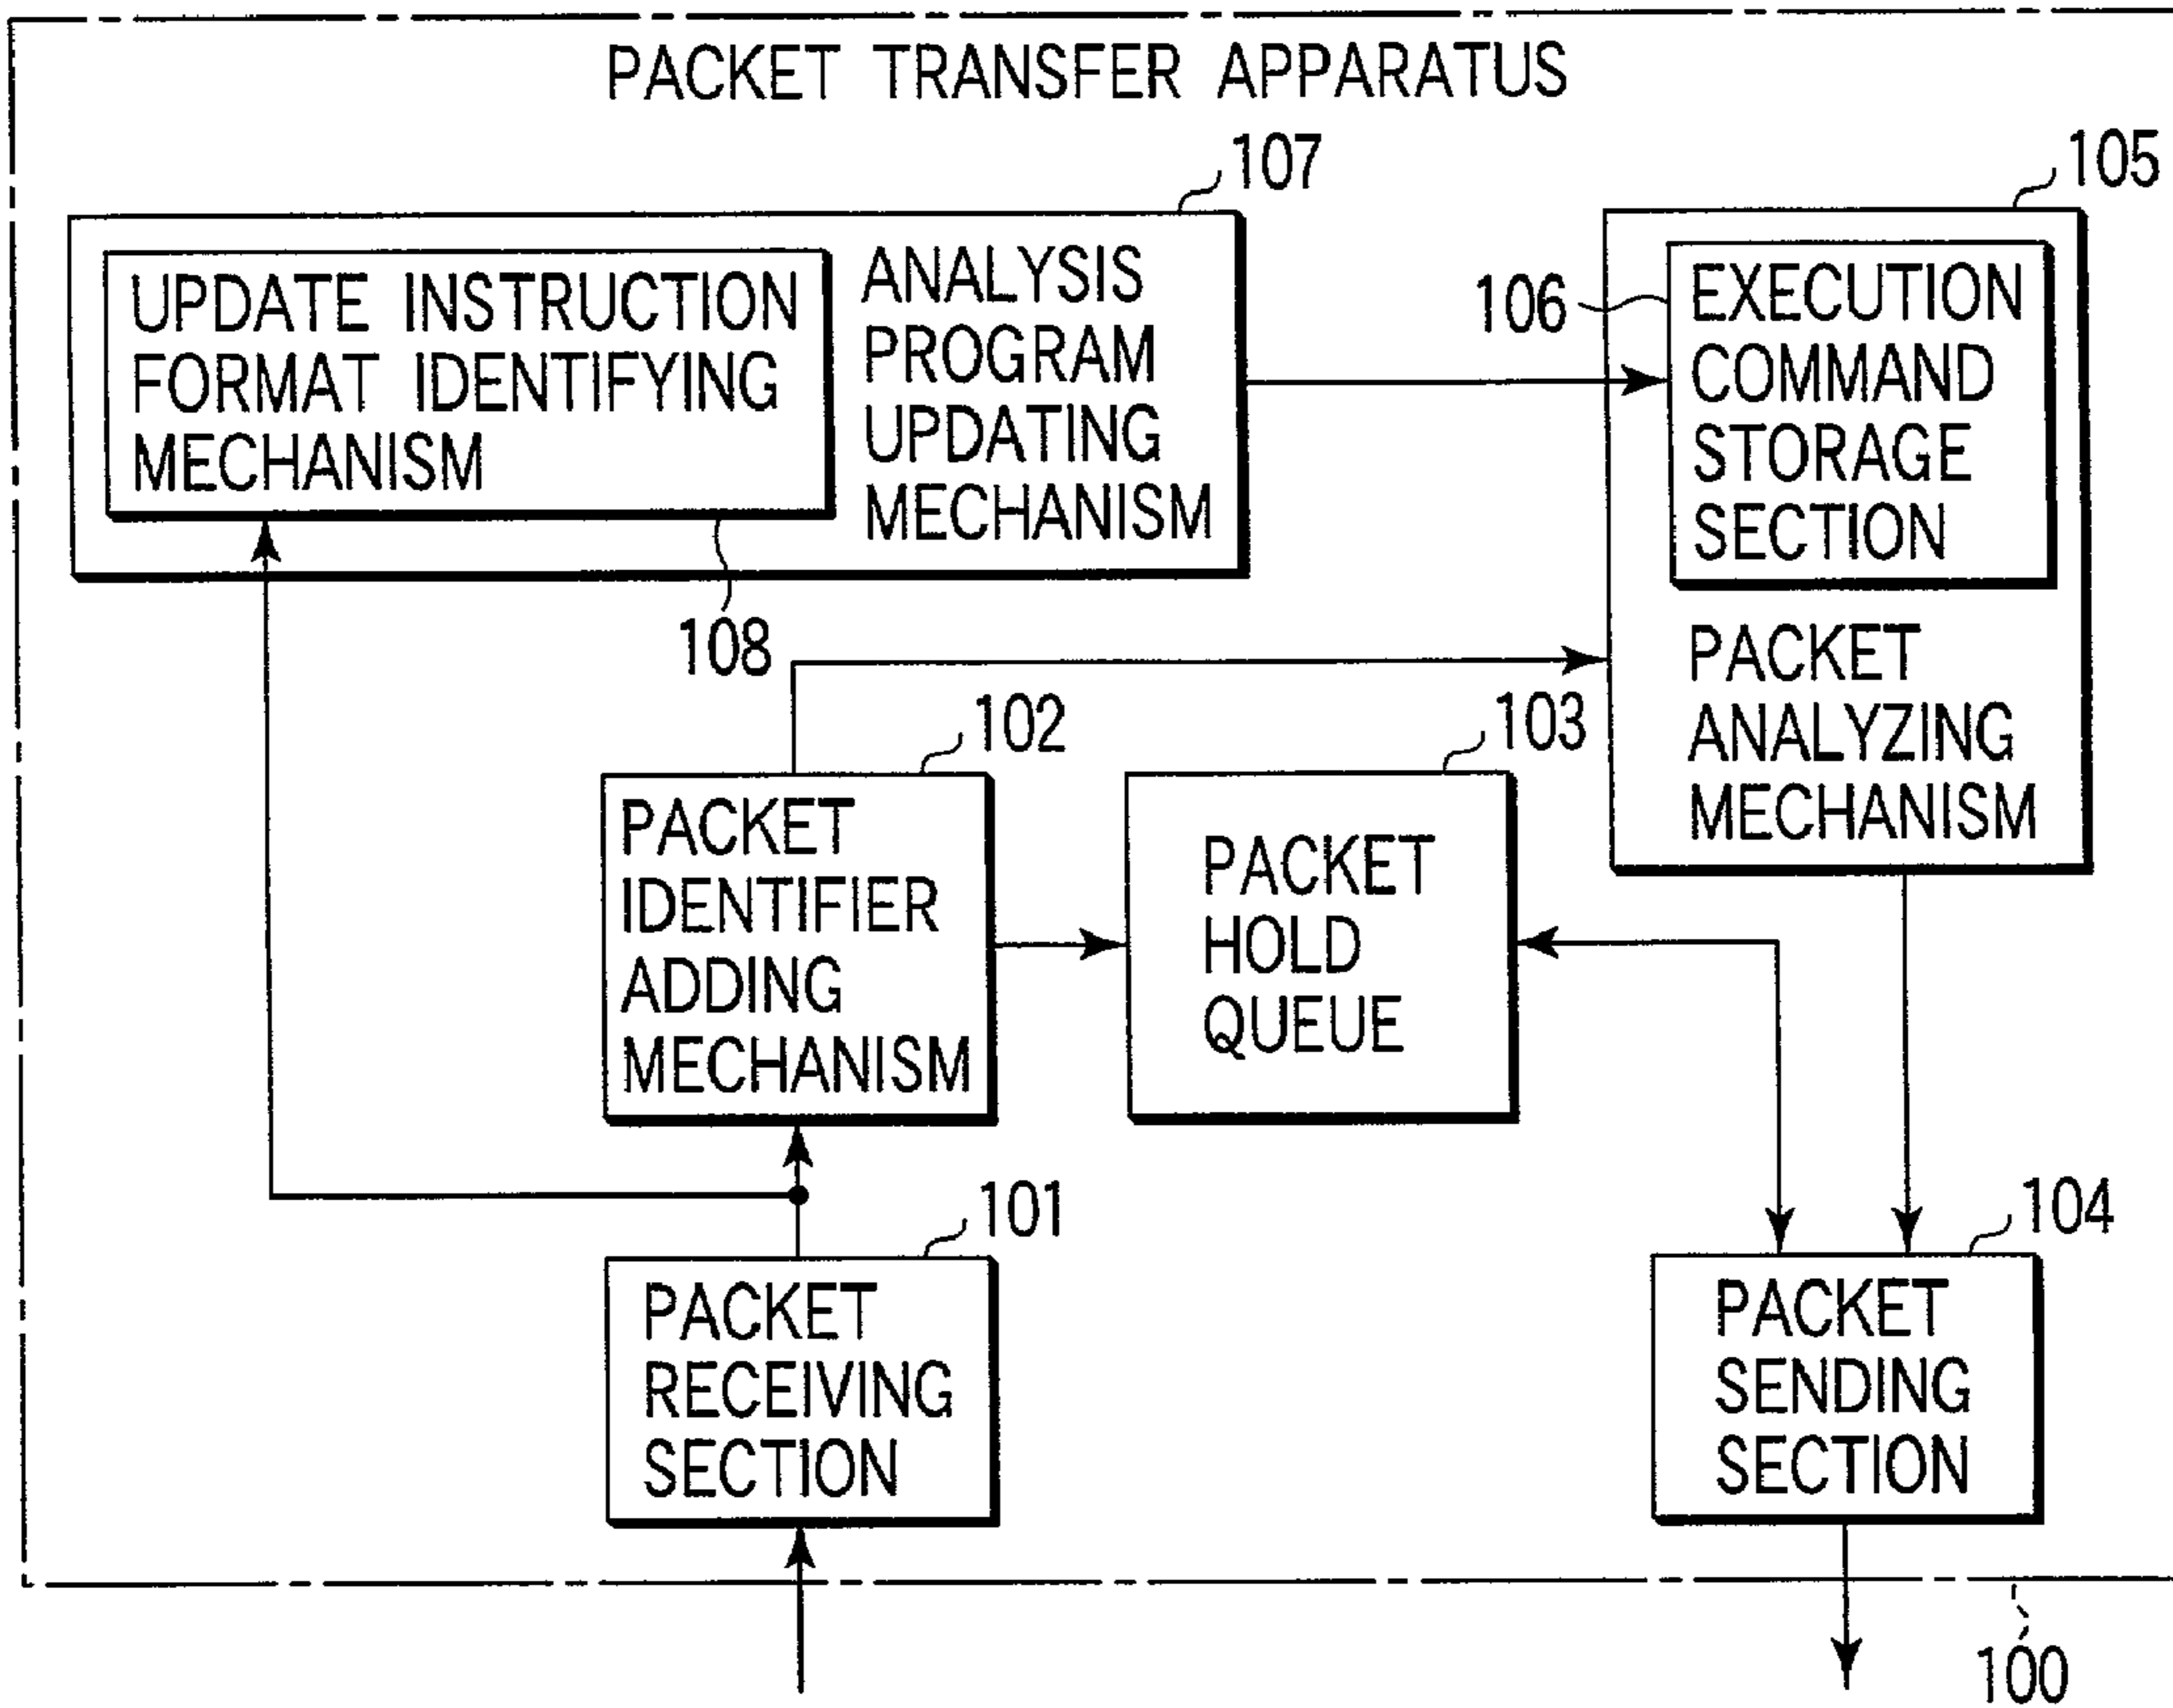 PACKET TRANSFER APPARATUS
107
105
UPDATE INSTRUCTION
FORMAT IDENTIFYING
MECHANISM
ANALYSIS
PROGRAM
UPDATING
MECHANISM
106
EXECUTION
COMMAND
STORAGE
SECTION
108
PACKET
ANALYZING
MECHANISM
102
103
PACKET
IDENTIFIER
ADDING
MECHANISM
PACKET
HOLD
QUEUE
101
104
PACKET
RECEIVING
SECTION
PACKET
SENDING
SECTION
100